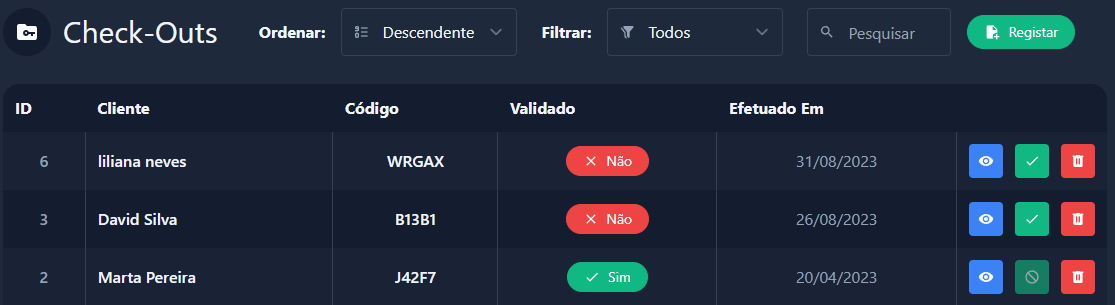 Check-Outs Ordenar: Descendente Filtrar: Todos Pesquisar Registar
ID Cliente Código Validado Efetuado Em
6 liliana neves WRGAX Não 31/08/2023
3 David Silva B13B1 Não 26/08/2023
2 Marta Pereira J42F7 Sim 20/04/2023